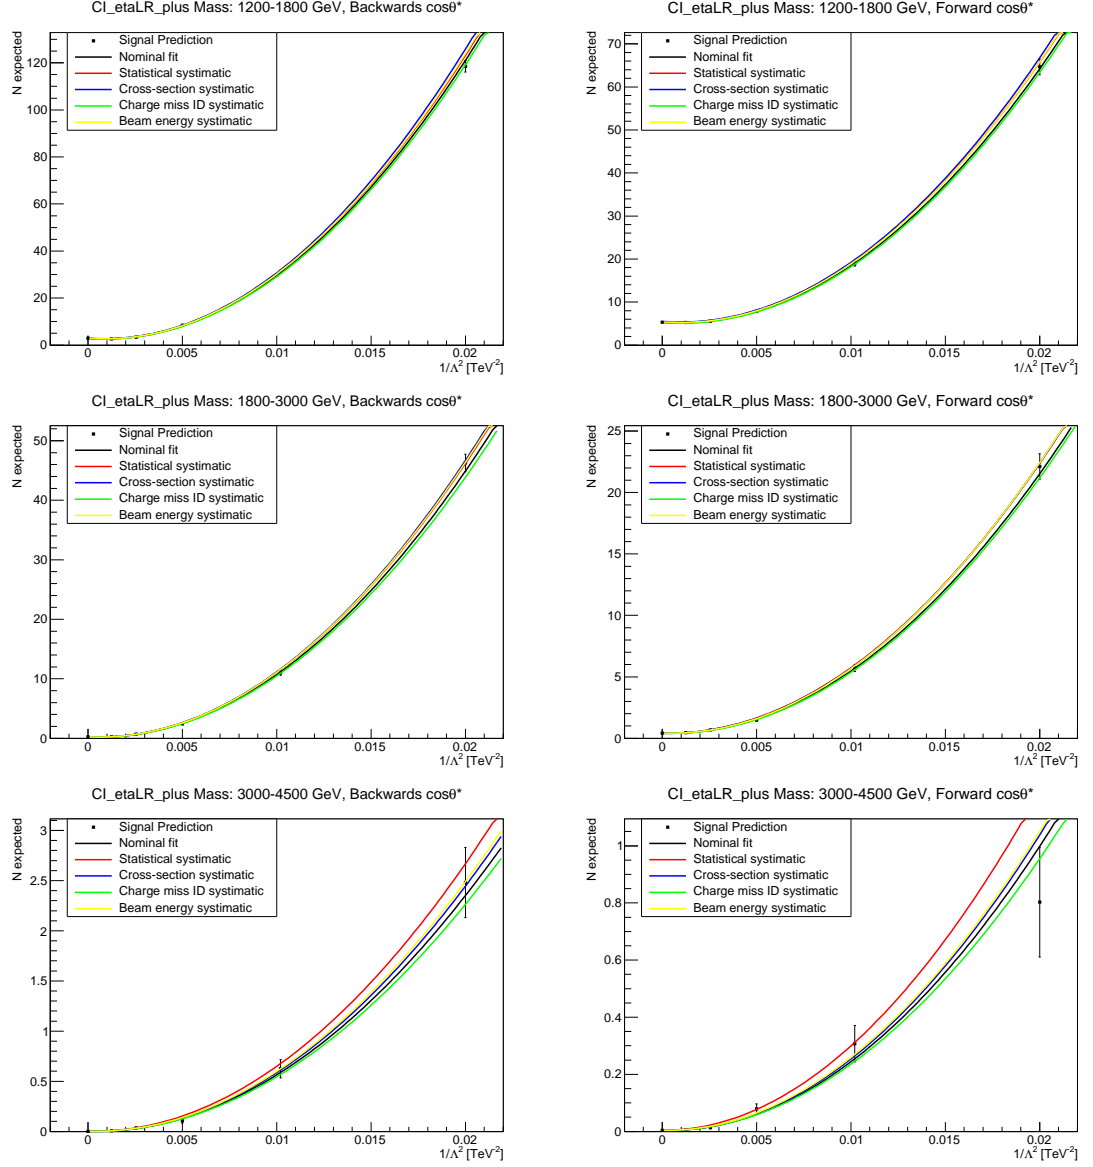 CI_etaLR_plus Mass: 1200-1800 GeV, Backwards cosθ*
N expected
Signal Prediction
Nominal fit
Statistical systimatic
Cross-section systimatic
Charge miss ID systimatic
Beam energy systimatic
120
100
80
60
40
20
0
0 0.005 0.01 0.015 0.02
1/Λ² [TeV⁻²]
CI_etaLR_plus Mass: 1200-1800 GeV, Forward cosθ*
N expected
Signal Prediction
Nominal fit
Statistical systimatic
Cross-section systimatic
Charge miss ID systimatic
Beam energy systimatic
70
60
50
40
30
20
10
0
0 0.005 0.01 0.015 0.02
1/Λ² [TeV⁻²]
CI_etaLR_plus Mass: 1800-3000 GeV, Backwards cosθ*
N expected
Signal Prediction
Nominal fit
Statistical systimatic
Cross-section systimatic
Charge miss ID systimatic
Beam energy systimatic
50
40
30
20
10
0
0 0.005 0.01 0.015 0.02
1/Λ² [TeV⁻²]
CI_etaLR_plus Mass: 1800-3000 GeV, Forward cosθ*
N expected
Signal Prediction
Nominal fit
Statistical systimatic
Cross-section systimatic
Charge miss ID systimatic
Beam energy systimatic
25
20
15
10
5
0
0 0.005 0.01 0.015 0.02
1/Λ² [TeV⁻²]
CI_etaLR_plus Mass: 3000-4500 GeV, Backwards cosθ*
N expected
Signal Prediction
Nominal fit
Statistical systimatic
Cross-section systimatic
Charge miss ID systimatic
Beam energy systimatic
3
2.5
2
1.5
1
0.5
0
0 0.005 0.01 0.015 0.02
1/Λ² [TeV⁻²]
CI_etaLR_plus Mass: 3000-4500 GeV, Forward cosθ*
N expected
Signal Prediction
Nominal fit
Statistical systimatic
Cross-section systimatic
Charge miss ID systimatic
Beam energy systimatic
1
0.8
0.6
0.4
0.2
0
0 0.005 0.01 0.015 0.02
1/Λ² [TeV⁻²]